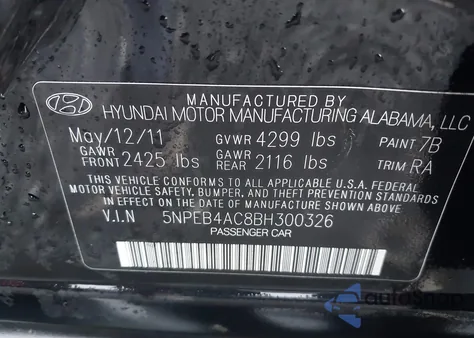 MANUFACTURED BY
HYUNDAI MOTOR MANUFACTURING ALABAMA, LLC
May/12/11 GVWR 4299 lbs PAINT 7B
GAWR FRONT 2425 lbs GAWR REAR 2116 lbs TRIM RA
THIS VEHICLE CONFORMS TO ALL APPLICABLE U.S.A. FEDERAL
MOTOR VEHICLE SAFETY, BUMPER, AND THEFT PREVENTION STANDARDS
IN EFFECT ON THE DATE OF MANUFACTURE SHOWN ABOVE.
V.I.N 5NPEB4AC8BH300326
PASSENGER CAR